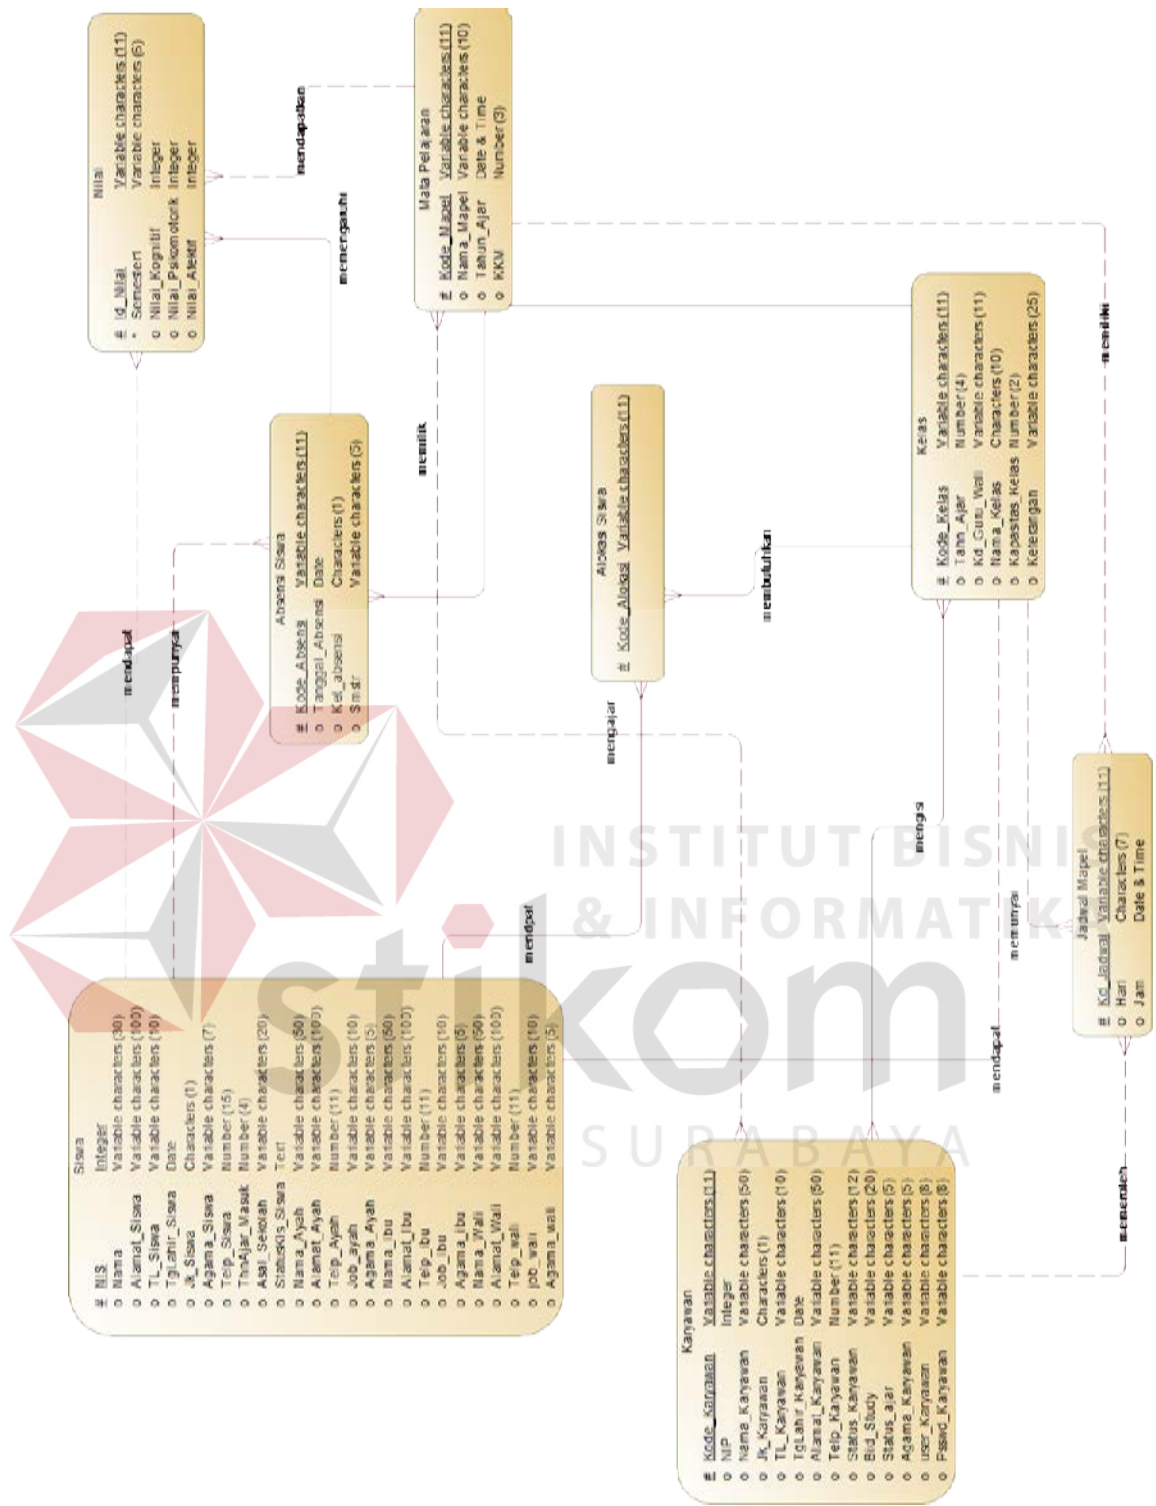 Nilai
# Id_Nilai Variable characters (11)
* Semester1 Variable characters (5)
o Nilai_Kognitif Integer
o Nilai_Psikomotorik Integer
o Nilai_Afektif Integer
mendapatkan
memengaruhi
Mata Pelajaran
# Kode_Mapel Variable characters (11)
o Nama_Mapel Variable characters (10)
o Tahun_Ajar Date & Time
o KKM Number (3)
Absensi Siswa
# Kode_Absensi Variable characters (11)
o Tanggal_Absensi Date
o Ket_absensi Characters (1)
o Smstr Variable characters (5)
memilik
Alokasi Siswa
# Kode_Alokasi Variable characters (11)
membutuhkan
Kelas
# Kode_Kelas Variable characters (11)
o Tahn_Ajar Number (4)
o Kd_Guru_Wali Variable characters (11)
o Nama_Kelas Characters (10)
o Kapasitas_Kelas Number (2)
o Keterangan Variable characters (25)
memiliki
mendapat
mempunyai
mengajar
mengisi
mendpat
memunyai
mendapat
memeroleh
Jadwal Mapel
# Kd_Jadwal Variable characters (11)
o Hari Characters (7)
o Jam Date & Time
Siswa
# NIS Integer
o Nama Variable characters (30)
o Alamat_Siswa Variable characters (100)
o TL_Siswa Variable characters (10)
o TgLahir_Siswa Date
o Jk_Siswa Characters (1)
o Agama_Siswa Variable characters (7)
o Telp_Siswa Number (15)
o ThnAjar_Masuk Number (4)
o Asal_Sekolah Variable characters (20)
o StatusKls_Siswa Text
o Nama_Ayah Variable characters (50)
o Alamat_Ayah Variable characters (100)
o Telp_Ayah Number (11)
o Job_ayah Variable characters (10)
o Agama_Ayah Variable characters (5)
o Nama_Ibu Variable characters (50)
o Alamat_Ibu Variable characters (100)
o Telp_Ibu Number (11)
o Job_Ibu Variable characters (10)
o Agama_Ibu Variable characters (5)
o Nama_Wali Variable characters (50)
o Alamat_Wali Variable characters (100)
o Telp_wali Number (11)
o job_wali Variable characters (10)
o Agama_wali Variable characters (5)
Karyawan
# Kode_Karyawan Variable characters (11)
o NIP Integer
o Nama_Karyawan Variable characters (50)
o Jk_Karyawan Characters (1)
o TL_Karyawan Variable characters (10)
o TgLahir_Karyawan Date
o Alamat_Karyawan Variable characters (50)
o Telp_Karyawan Number (11)
o Status_Karyawan Variable characters (12)
o Bid_Study Variable characters (20)
o Status_ajar Variable characters (5)
o Agama_Karyawan Variable characters (5)
o user_Karyawan Variable characters (8)
o Psswd_Karyawan Variable characters (8)
INSTITUT BISNIS
& INFORMATIKA
stikom
SURABAYA